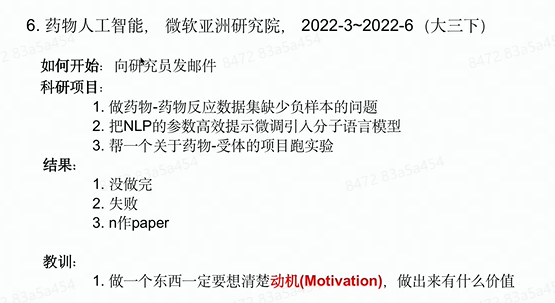 6. 药物人工智能， 微软亚洲研究院， 2022-3~2022-6（大三下）
如何开始：向研究员发邮件
科研项目：
1. 做药物-药物反应数据集缺少负样本的问题
2. 把NLP的参数高效提示微调引入分子语言模型
3. 帮一个关于药物-受体的项目跑实验
结果：
1. 没做完
2. 失败
3. n作paper
教训：
1. 做一个东西一定要想清楚动机(Motivation)，做出来有什么价值
8472 83a5a454